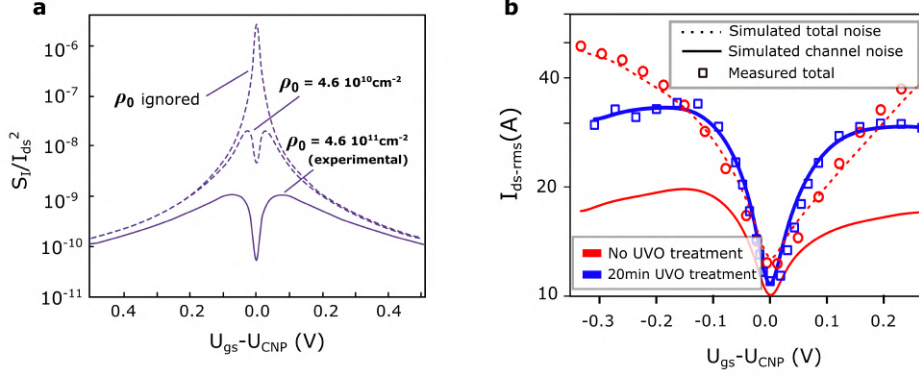 a
S_I/I_ds^2
10^-6
10^-7
10^-8
10^-9
10^-10
10^-11
ρ_0 ignored
ρ_0 = 4.6 10^10cm^-2
ρ_0 = 4.6 10^11cm^-2
(experimental)
0.4 0.2 0.0 0.2 0.4
U_gs-U_CNP (V)
b
I_ds-rms(A)
40
20
10
Simulated total noise
Simulated channel noise
Measured total
No UVO treatment
20min UVO treatment
-0.3 -0.2 -0.1 0.0 0.1 0.2
U_gs-U_CNP (V)